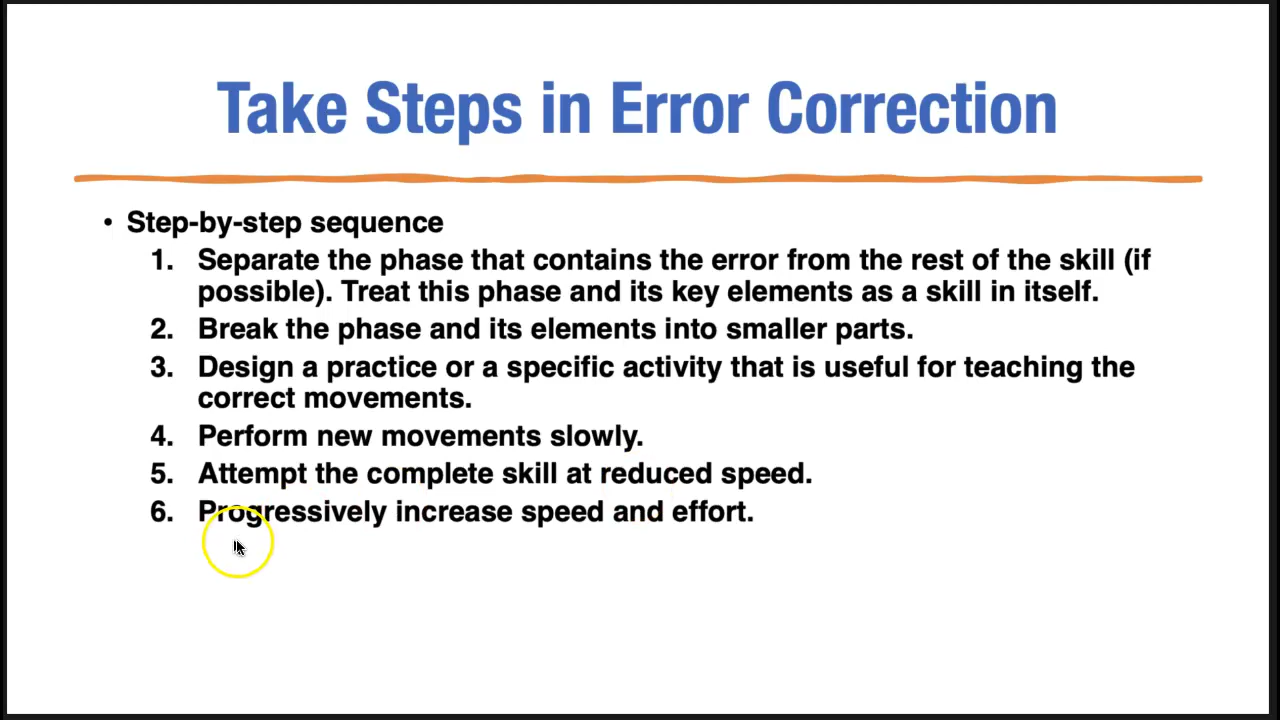 Take Steps in Error Correction
• Step-by-step sequence
1. Separate the phase that contains the error from the rest of the skill (if
possible). Treat this phase and its key elements as a skill in itself.
2. Break the phase and its elements into smaller parts.
3. Design a practice or a specific activity that is useful for teaching the
correct movements.
4. Perform new movements slowly.
5. Attempt the complete skill at reduced speed.
6. Progressively increase speed and effort.